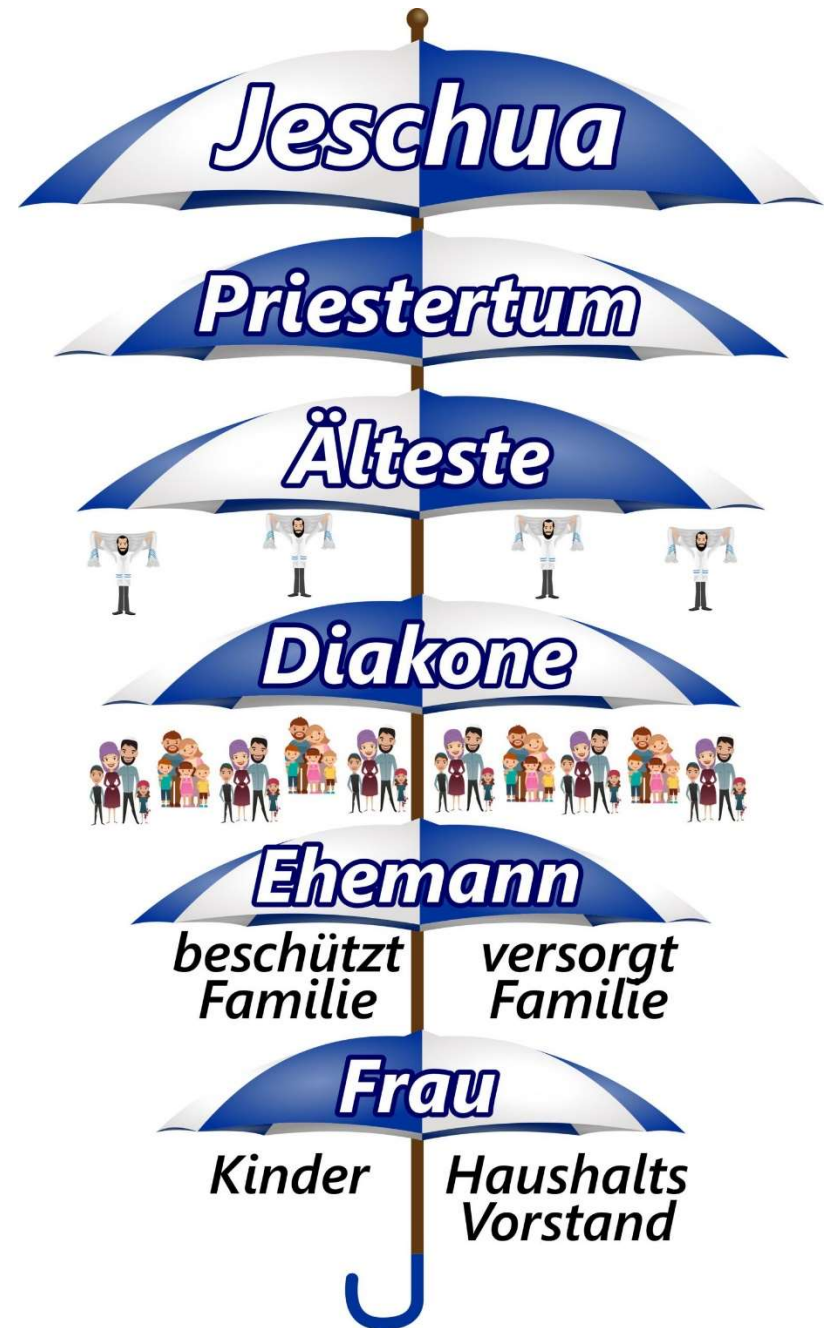 Jeschua
Priestertum
Älteste
Diakone
Ehemann
beschützt
Familie
versorgt
Familie
Frau
Kinder
Haushalts
Vorstand